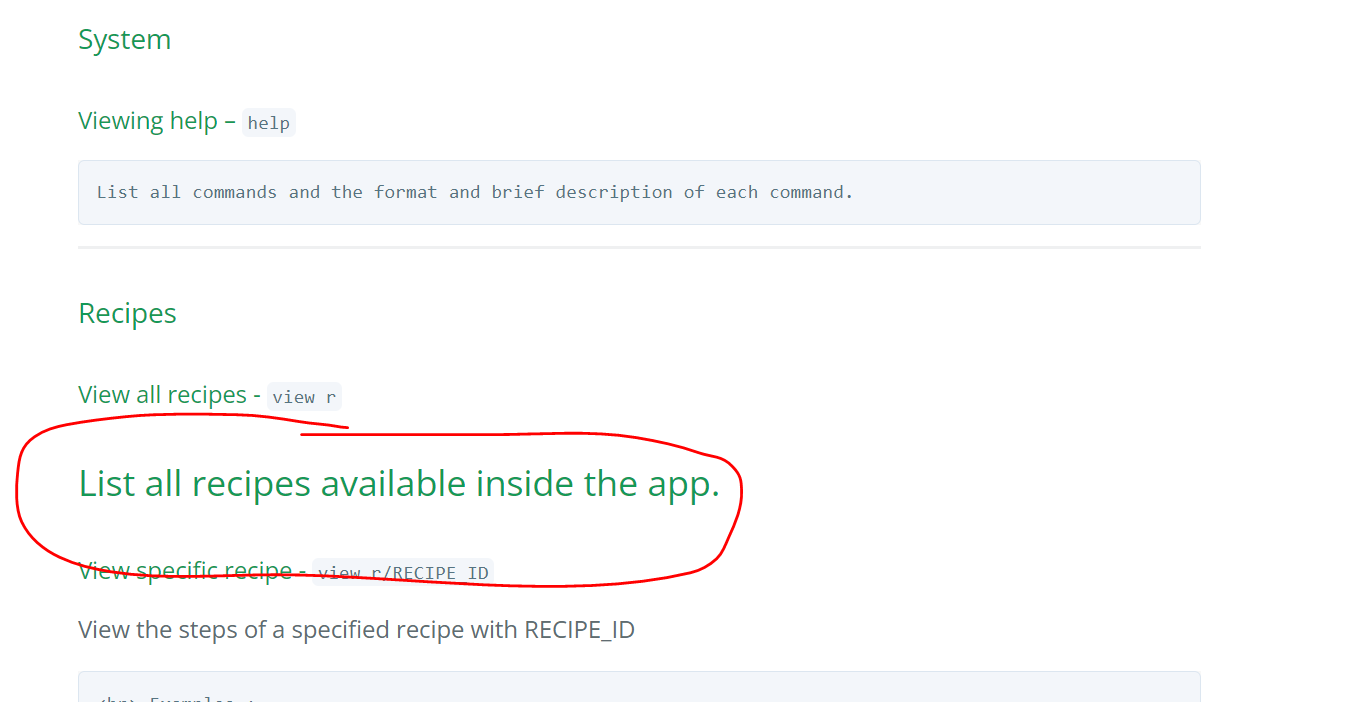 System
Viewing help – help
List all commands and the format and brief description of each command.
Recipes
View all recipes - view r
List all recipes available inside the app.
View specific recipe - view r/RECIPE_ID
View the steps of a specified recipe with RECIPE_ID
<br> Examples :